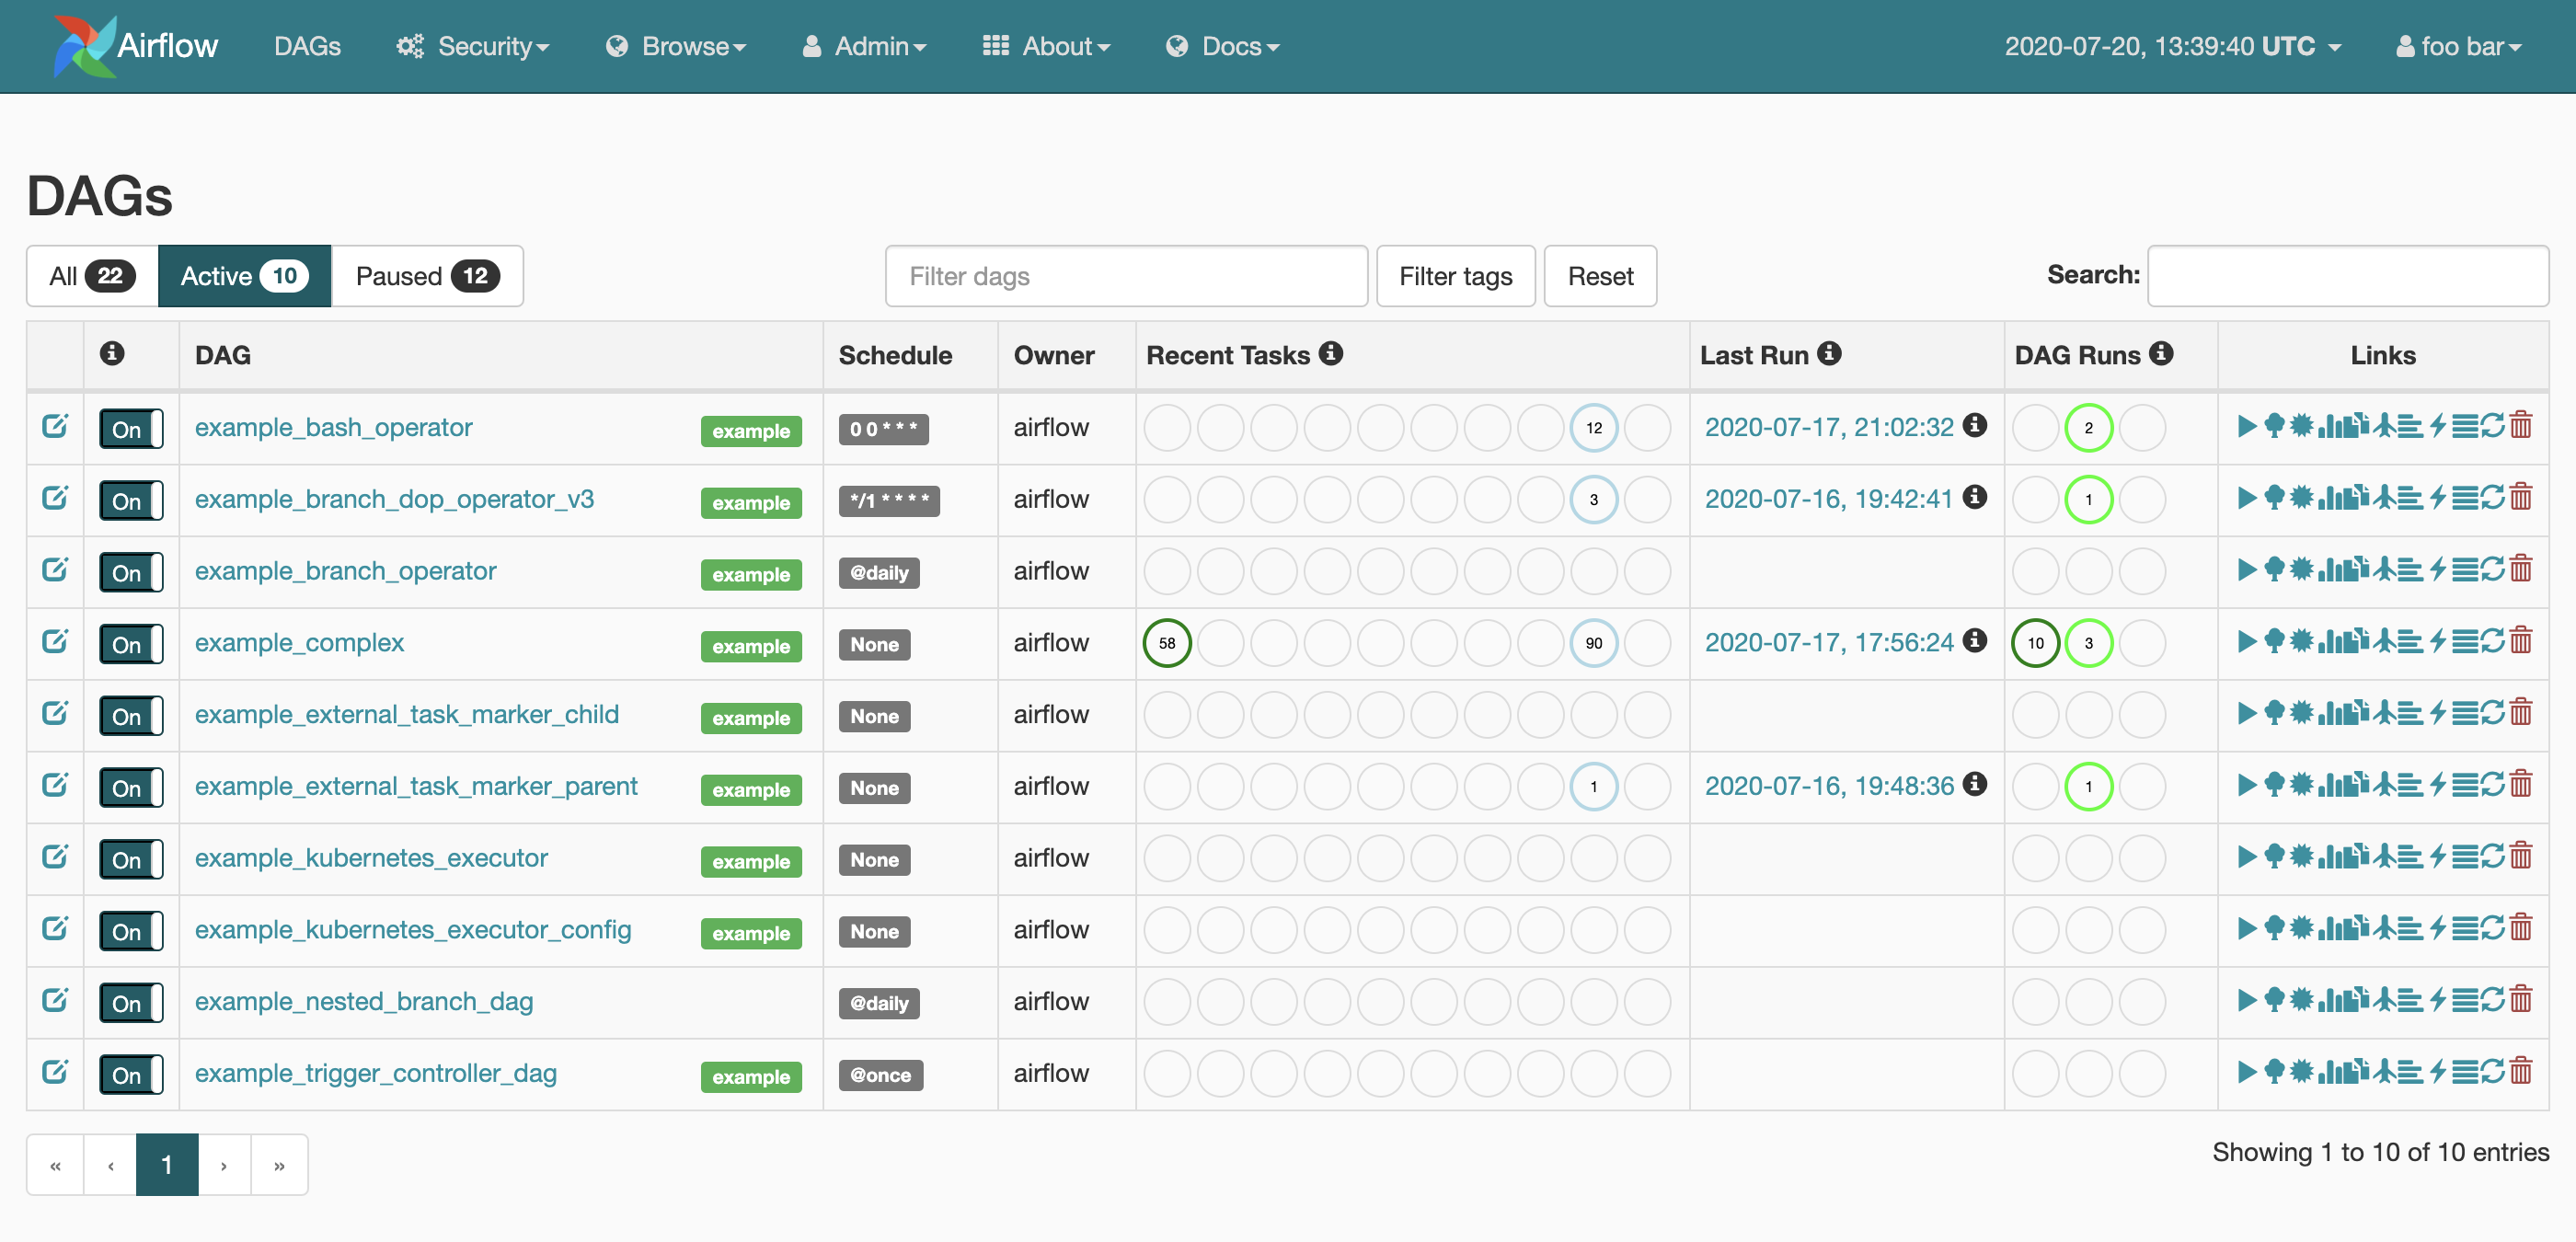 Airflow DAGs Security Browse Admin About Docs 2020-07-20, 13:39:40 UTC foo bar
DAGs
All 22 Active 10 Paused 12 Filter dags Filter tags Reset Search:
DAG Schedule Owner Recent Tasks Last Run DAG Runs Links
On example_bash_operator example 0 0 * * * airflow 12 2020-07-17, 21:02:32 2
On example_branch_dop_operator_v3 example */1 * * * * airflow 3 2020-07-16, 19:42:41 1
On example_branch_operator example @daily airflow
On example_complex example None airflow 58 90 2020-07-17, 17:56:24 10 3
On example_external_task_marker_child example None airflow
On example_external_task_marker_parent example None airflow 1 2020-07-16, 19:48:36 1
On example_kubernetes_executor example None airflow
On example_kubernetes_executor_config example None airflow
On example_nested_branch_dag @daily airflow
On example_trigger_controller_dag example @once airflow
« ‹ 1 › » Showing 1 to 10 of 10 entries